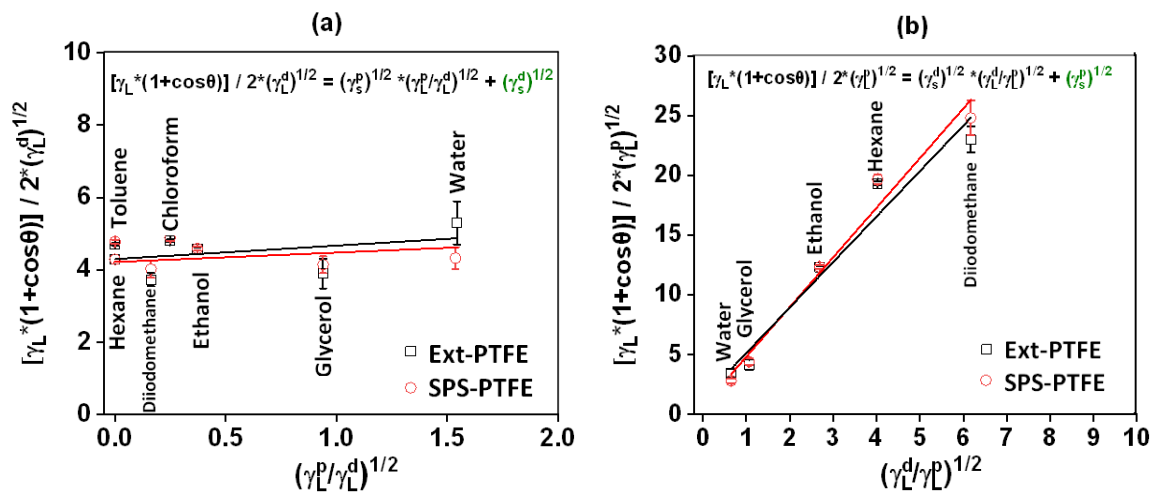 (a)
[γL*(1+cosθ)] / 2*(γLd)1/2 = (γsp)1/2 *(γLp/γLd)1/2 + (γsd)1/2
[γL*(1+cosθ)] / 2*(γLd)1/2
10
8
6
4
2
0
Toluene
Hexane
Diiodomethane
Chloroform
Ethanol
Glycerol
Water
Ext-PTFE
SPS-PTFE
0.0 0.5 1.0 1.5 2.0
(γLp/γLd)1/2
(b)
[γL*(1+cosθ)] / 2*(γLp)1/2 = (γsd)1/2 *(γLd/γLp)1/2 + (γsp)1/2
[γL*(1+cosθ)] / 2*(γLp)1/2
30
25
20
15
10
5
0
Water
Glycerol
Ethanol
Hexane
Diiodomethane
Ext-PTFE
SPS-PTFE
0 1 2 3 4 5 6 7 8 9 10
(γLd/γLp)1/2